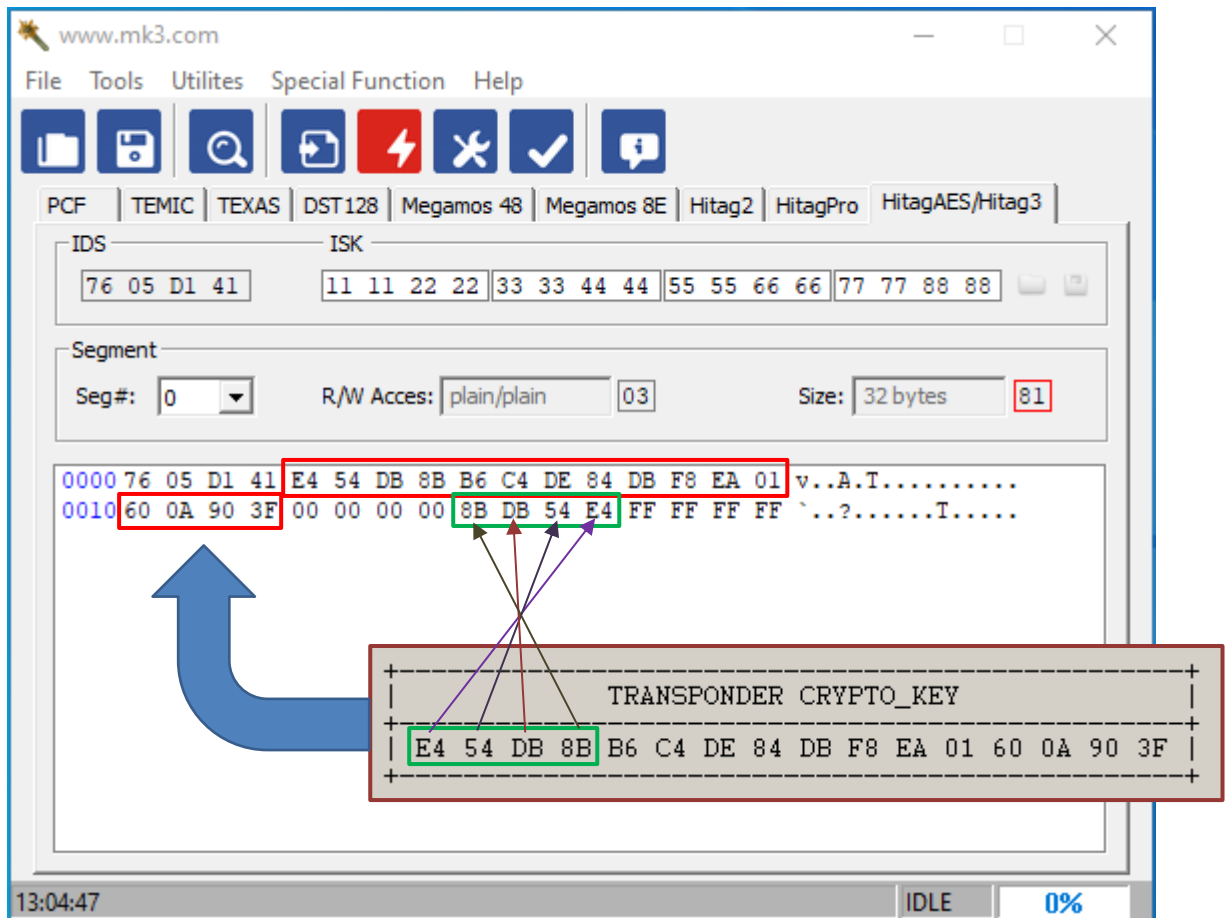 www.mk3.com
File Tools Utilites Special Function Help
PCF TEMIC TEXAS DST128 Megamos 48 Megamos 8E Hitag2 HitagPro HitagAES/Hitag3
IDS ISK
76 05 D1 41 11 11 22 22 33 33 44 44 55 55 66 66 77 77 88 88
Segment
Seg#: 0 R/W Acces: plain/plain 03 Size: 32 bytes 81
0000 76 05 D1 41 E4 54 DB 8B B6 C4 DE 84 DB F8 EA 01 v..A.T..........
0010 60 0A 90 3F 00 00 00 00 8B DB 54 E4 FF FF FF FF `..?......T.....
+-------------------------------------------------+
| TRANSPONDER CRYPTO_KEY |
+-------------------------------------------------+
| E4 54 DB 8B B6 C4 DE 84 DB F8 EA 01 60 0A 90 3F |
+-------------------------------------------------+
13:04:47 IDLE 0%